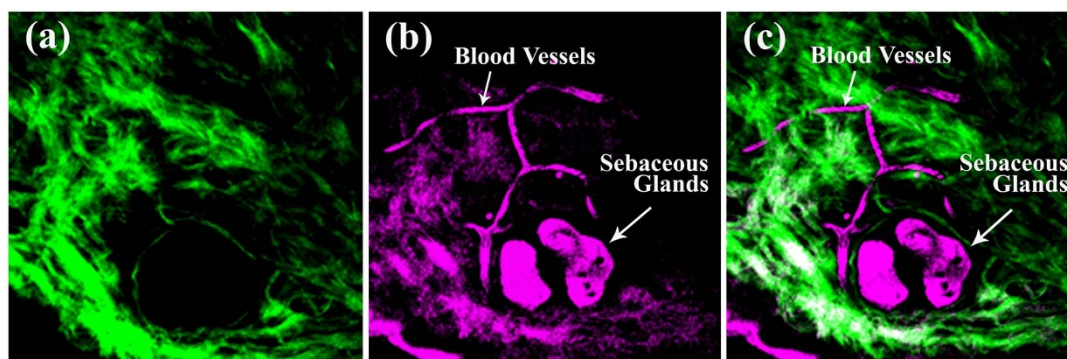 (a)
(b)
Blood Vessels
Sebaceous
Glands
(c)
Blood Vessels
Sebaceous
Glands